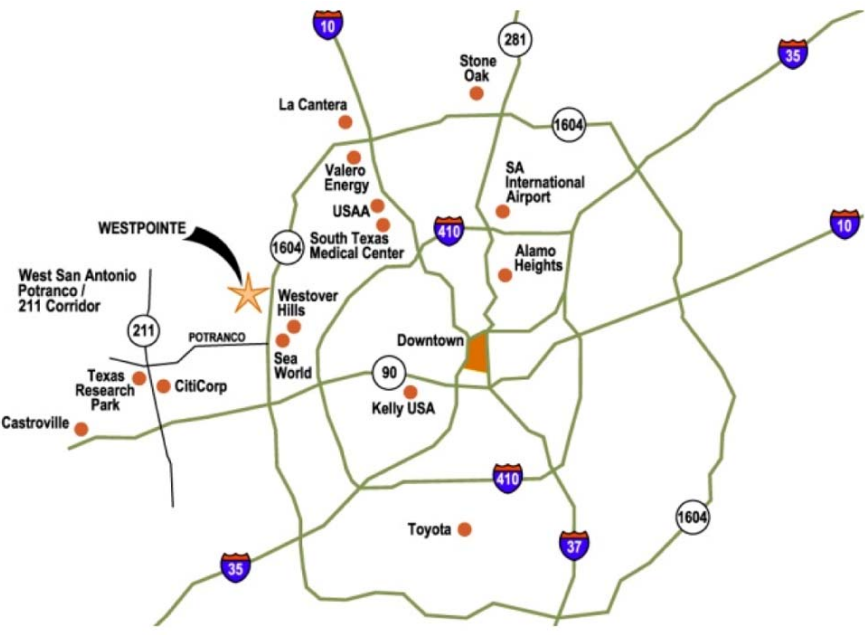 10
281
35
Stone
Oak
La Cantera
1604
Valero
Energy
SA
International
Airport
USAA
WESTPOINTE
410
10
1604
South Texas
Medical Center
Alamo
Heights
West San Antonio
Potranco /
211 Corridor
Westover
Hills
211
POTRANCO
Downtown
Sea
World
Texas
Research
Park
CitiCorp
90
Kelly USA
Castroville
410
1604
Toyota
37
35